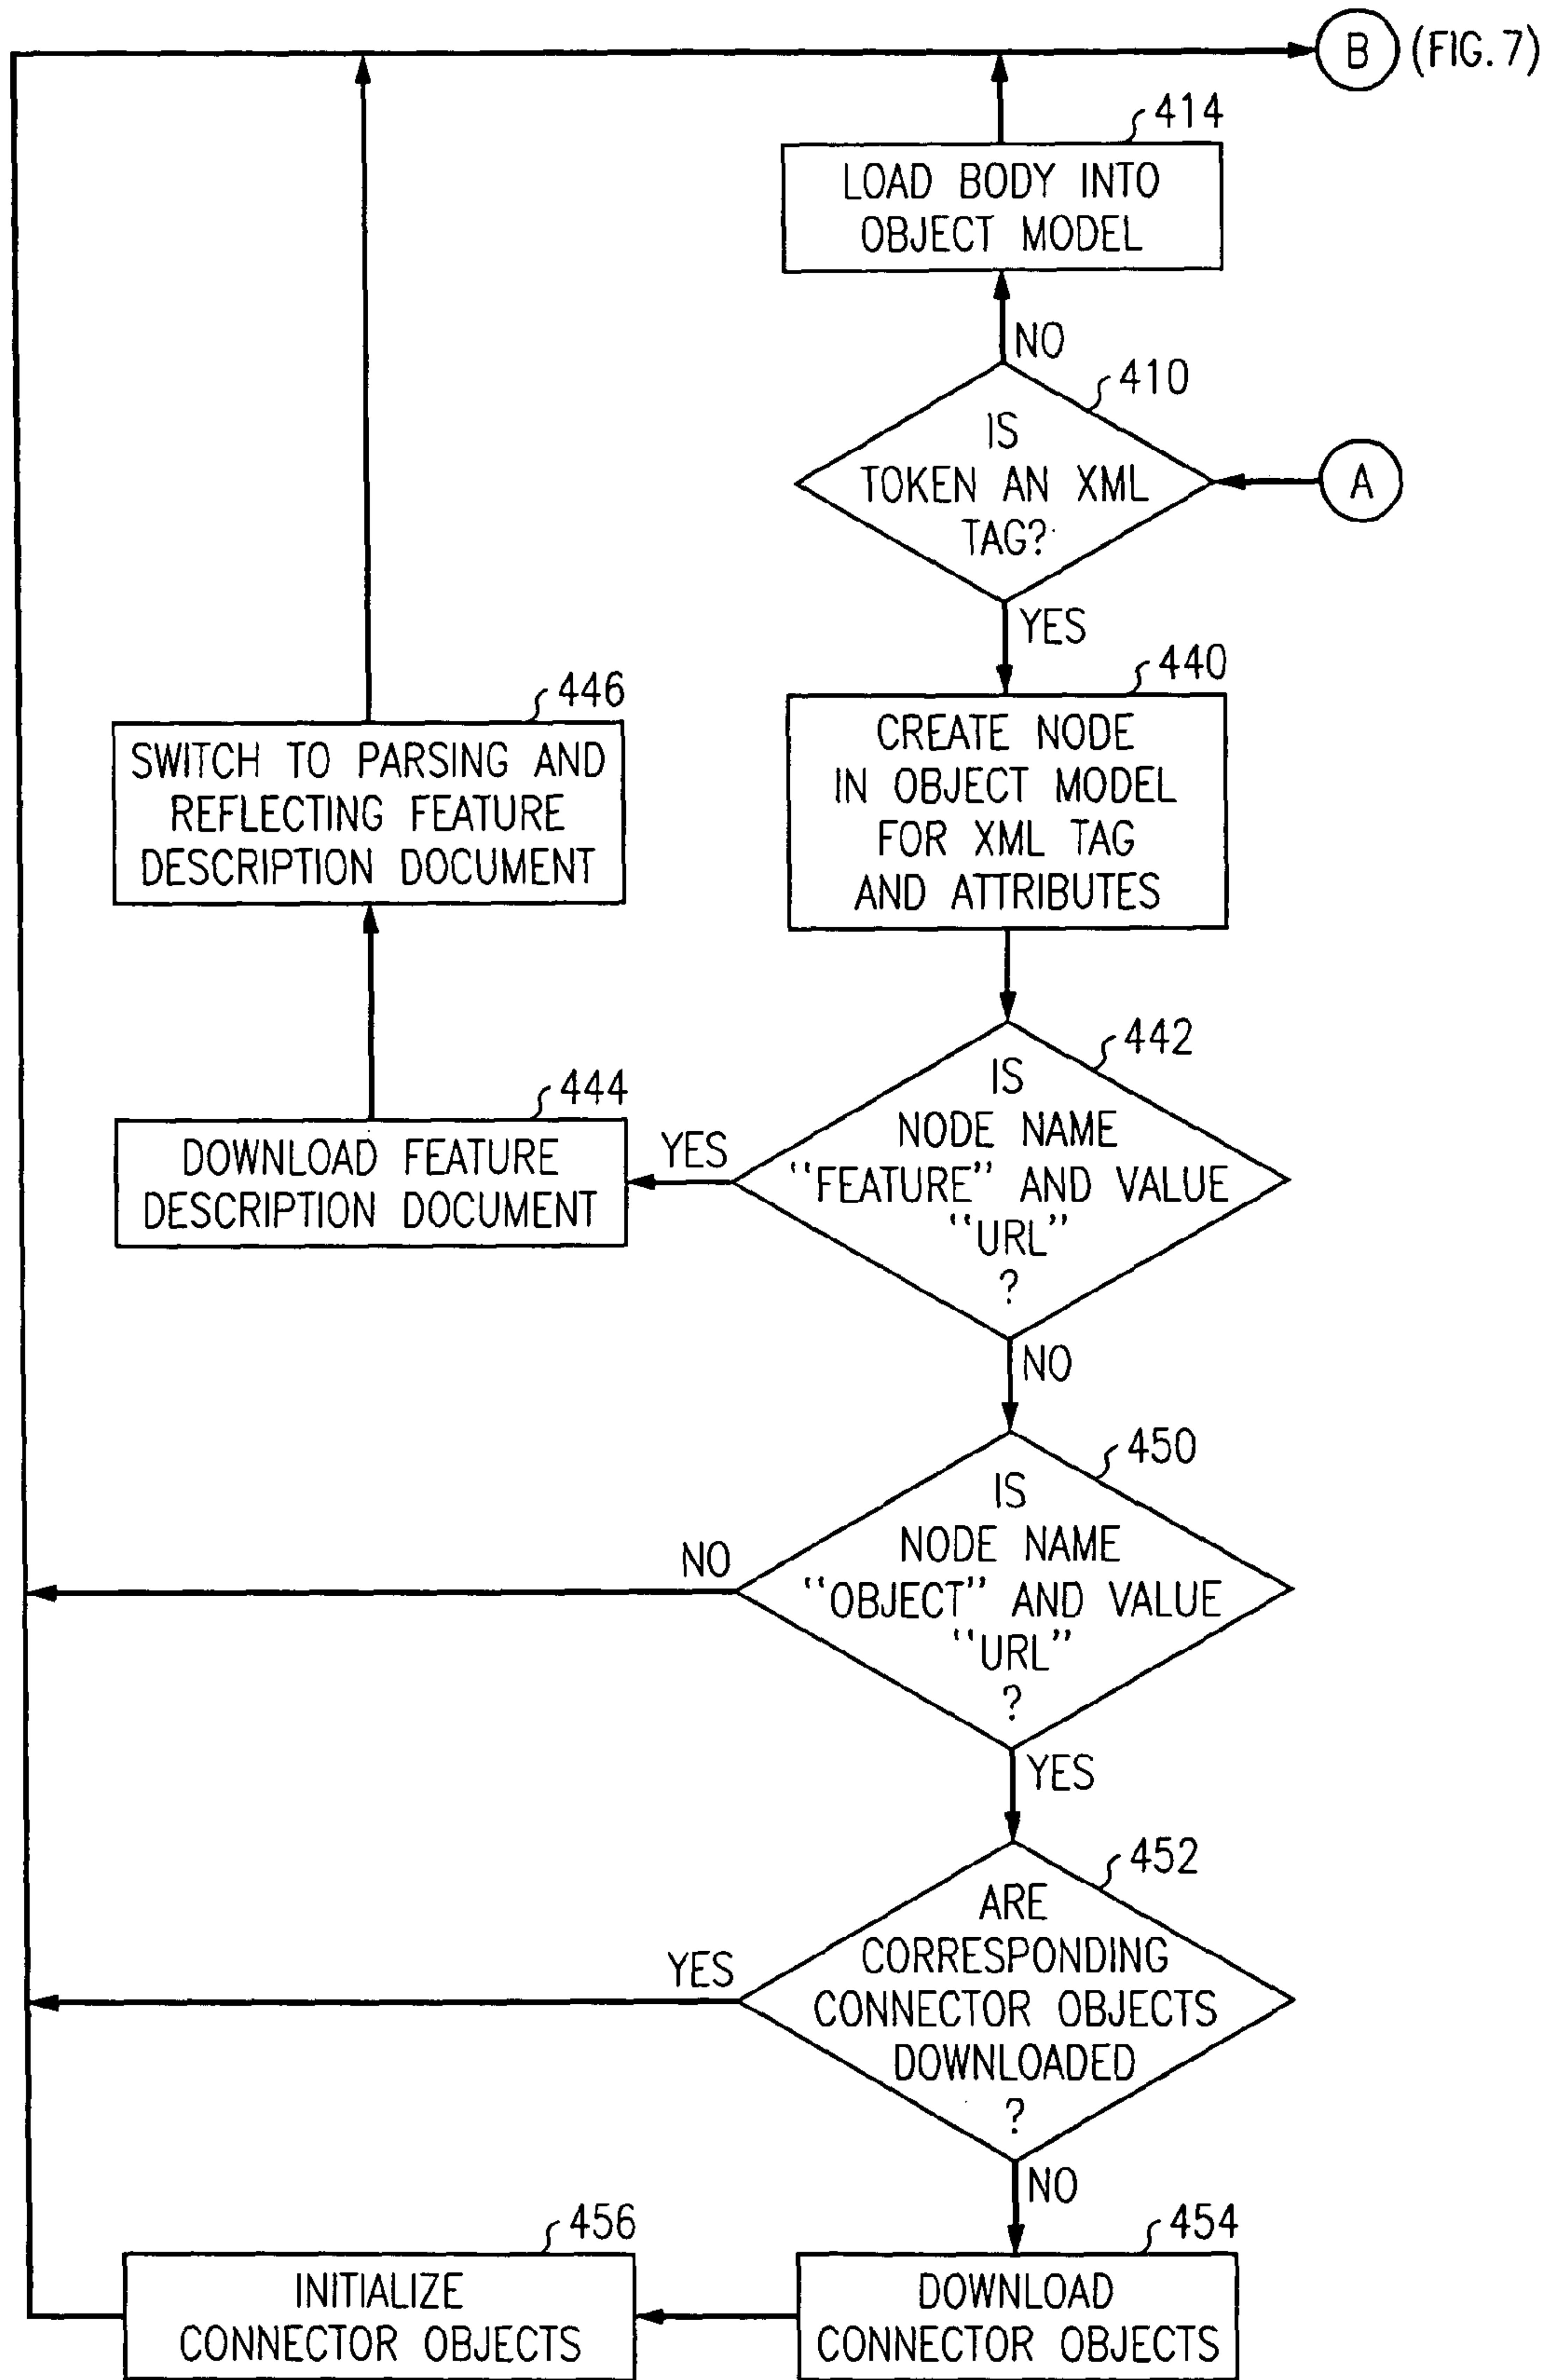 B (FIG. 7)
414
LOAD BODY INTO
OBJECT MODEL
NO
410
IS
TOKEN AN XML
TAG?
A
YES
440
CREATE NODE
IN OBJECT MODEL
FOR XML TAG
AND ATTRIBUTES
446
SWITCH TO PARSING AND
REFLECTING FEATURE
DESCRIPTION DOCUMENT
442
IS
NODE NAME
"FEATURE" AND VALUE
"URL"
?
YES
444
DOWNLOAD FEATURE
DESCRIPTION DOCUMENT
NO
450
IS
NODE NAME
"OBJECT" AND VALUE
"URL"
?
NO
YES
452
ARE
CORRESPONDING
CONNECTOR OBJECTS
DOWNLOADED
?
YES
NO
454
DOWNLOAD
CONNECTOR OBJECTS
456
INITIALIZE
CONNECTOR OBJECTS